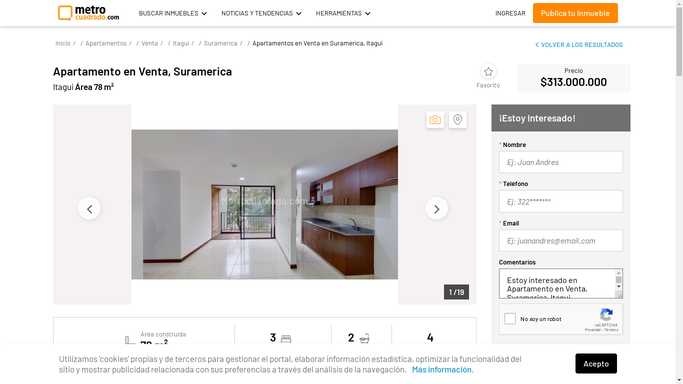 metro
cuadrado.com
BUSCAR INMUEBLES
NOTICIAS Y TENDENCIAS
HERRAMIENTAS
INGRESAR
Publica tu Inmueble
Inicio / / Apartamentos / / Venta / / Itagui / / Suramerica / / Apartamentos en Venta en Suramerica, Itagui
VOLVER A LOS RESULTADOS
Apartamento en Venta, Suramerica
Itagui Área 78 m²
Favorito
Precio
$313.000.000
¡Estoy Interesado!
* Nombre
Ej: Juan Andres
* Telefono
Ej: 322*******
* Email
Ej: juanandres@email.com
Comentarios
Estoy interesado en
Apartamento en Venta,
Suramerica, Itagui
No soy un robot
reCAPTCHA
Privacidad - Términos
1 /19
Área construida
78 m²
3
2
4
Utilizamos 'cookies' propias y de terceros para gestionar el portal, elaborar información estadística, optimizar la funcionalidad del
sitio y mostrar publicidad relacionada con sus preferencias a través del análisis de la navegación. Más información.
Acepto